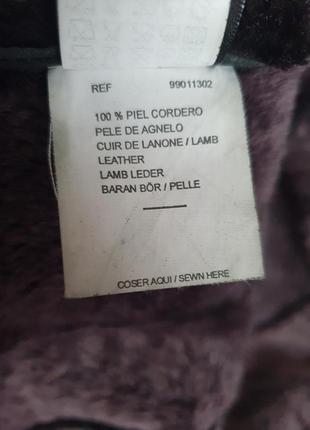 REF 99011302
100 % PIEL CORDERO
PELE DE AGNELO
CUIR DE LANONE / LAMB
LEATHER
LAMB LEDER
BARAN BÖR / PELLE
COSER AQUI / SEWN HERE